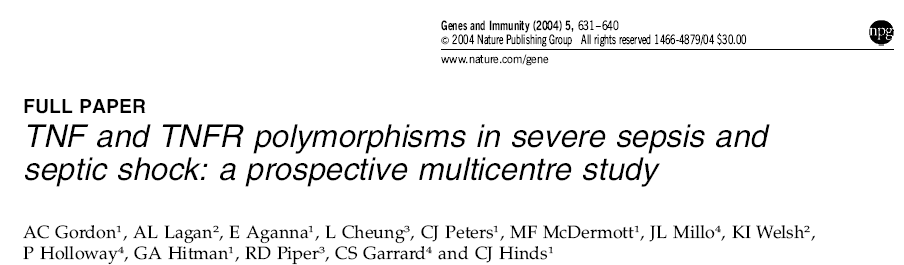 Genes and Immunity (2004) 5, 631–640
© 2004 Nature Publishing Group All rights reserved 1466-4879/04 $30.00
npg
www.nature.com/gene
FULL PAPER
TNF and TNFR polymorphisms in severe sepsis and
septic shock: a prospective multicentre study
AC Gordon¹, AL Lagan², E Aganna¹, L Cheung³, CJ Peters¹, MF McDermott¹, JL Millo⁴, KI Welsh²,
P Holloway⁴, GA Hitman¹, RD Piper³, CS Garrard⁴ and CJ Hinds¹